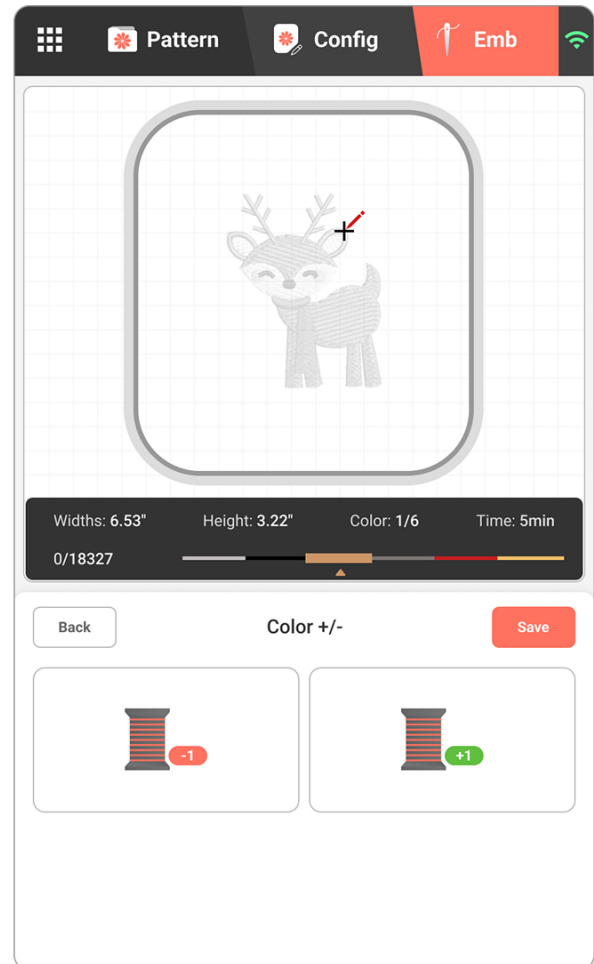 Pattern Config Emb
Widths: 6.53" Height: 3.22" Color: 1/6 Time: 5min
0/18327
Back Color +/- Save
-1 +1